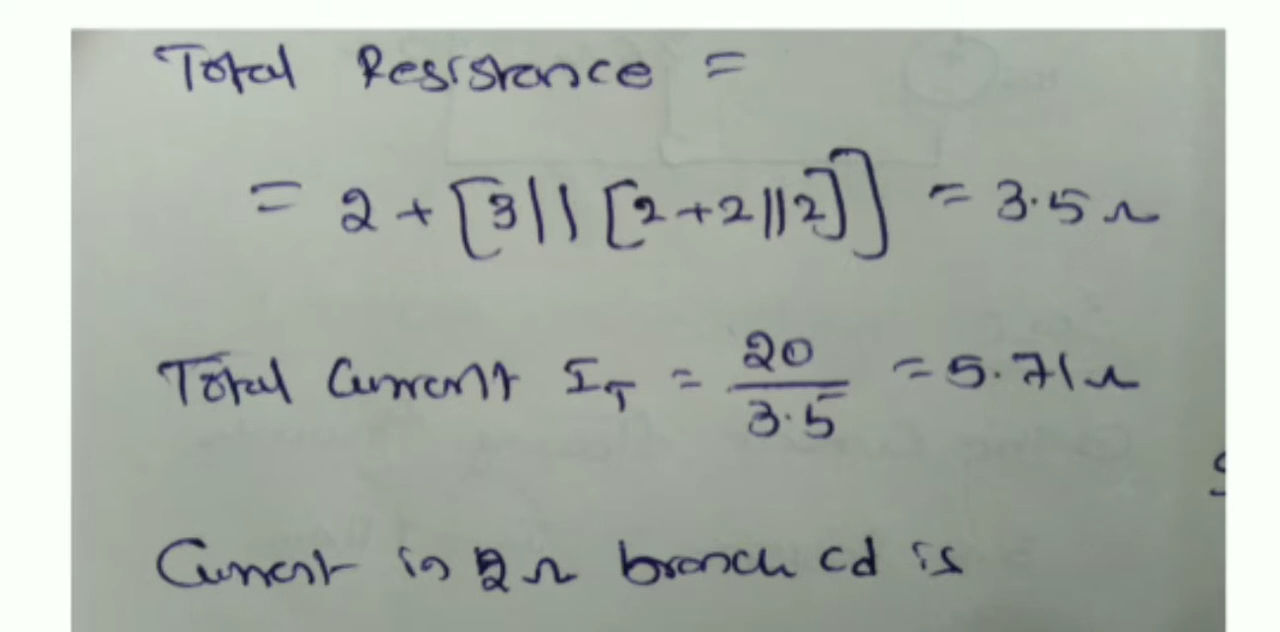 Total Resistance =
= 2 + [3 || [2+2||2]] = 3.5 Ω
Total Current I_T = 20/3.5 = 5.71 Ω
Current in 2 Ω branch cd is